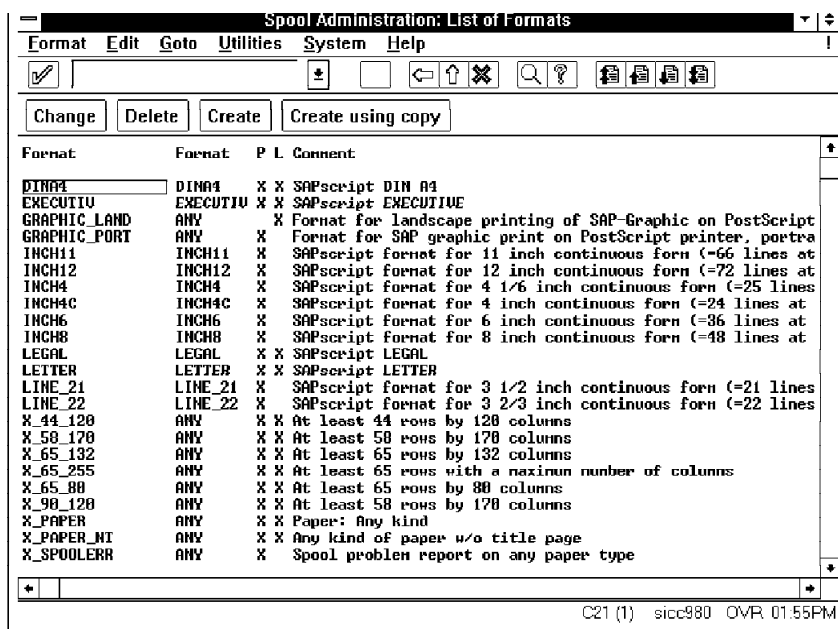 Spool Administration: List of Formats
Format Edit Goto Utilities System Help !
Change Delete Create Create using copy
Format Format P L Comment
DINA4 DINA4 X X SAPscript DIN A4
EXECUTIV EXECUTIV X X SAPscript EXECUTIVE
GRAPHIC_LAND ANY X Format for landscape printing of SAP-Graphic on PostScript
GRAPHIC_PORT ANY X Format for SAP graphic print on PostScript printer, portra
INCH11 INCH11 X SAPscript format for 11 inch continuous form (=66 lines at
INCH12 INCH12 X SAPscript format for 12 inch continuous form (=72 lines at
INCH4 INCH4 X SAPscript format for 4 1/6 inch continuous form (=25 lines
INCH4C INCH4C X SAPscript format for 4 inch continuous form (=24 lines at
INCH6 INCH6 X SAPscript format for 6 inch continuous form (=36 lines at
INCH8 INCH8 X SAPscript format for 8 inch continuous form (=48 lines at
LEGAL LEGAL X X SAPscript LEGAL
LETTER LETTER X X SAPscript LETTER
LINE_21 LINE_21 X SAPscript format for 3 1/2 inch continuous form (=21 lines
LINE_22 LINE_22 X SAPscript format for 3 2/3 inch continuous form (=22 lines
X_44_120 ANY X X At least 44 rows by 120 columns
X_58_170 ANY X X At least 58 rows by 170 columns
X_65_132 ANY X X At least 65 rows by 132 columns
X_65_255 ANY X X At least 65 rows with a maximum number of columns
X_65_80 ANY X X At least 65 rows by 80 columns
X_90_120 ANY X X At least 58 rows by 170 columns
X_PAPER ANY X X Paper: Any kind
X_PAPER_NT ANY X X Any kind of paper w/o title page
X_SPOOLERR ANY X Spool problem report on any paper type
C21 (1) sicc980 OVR 01:55PM